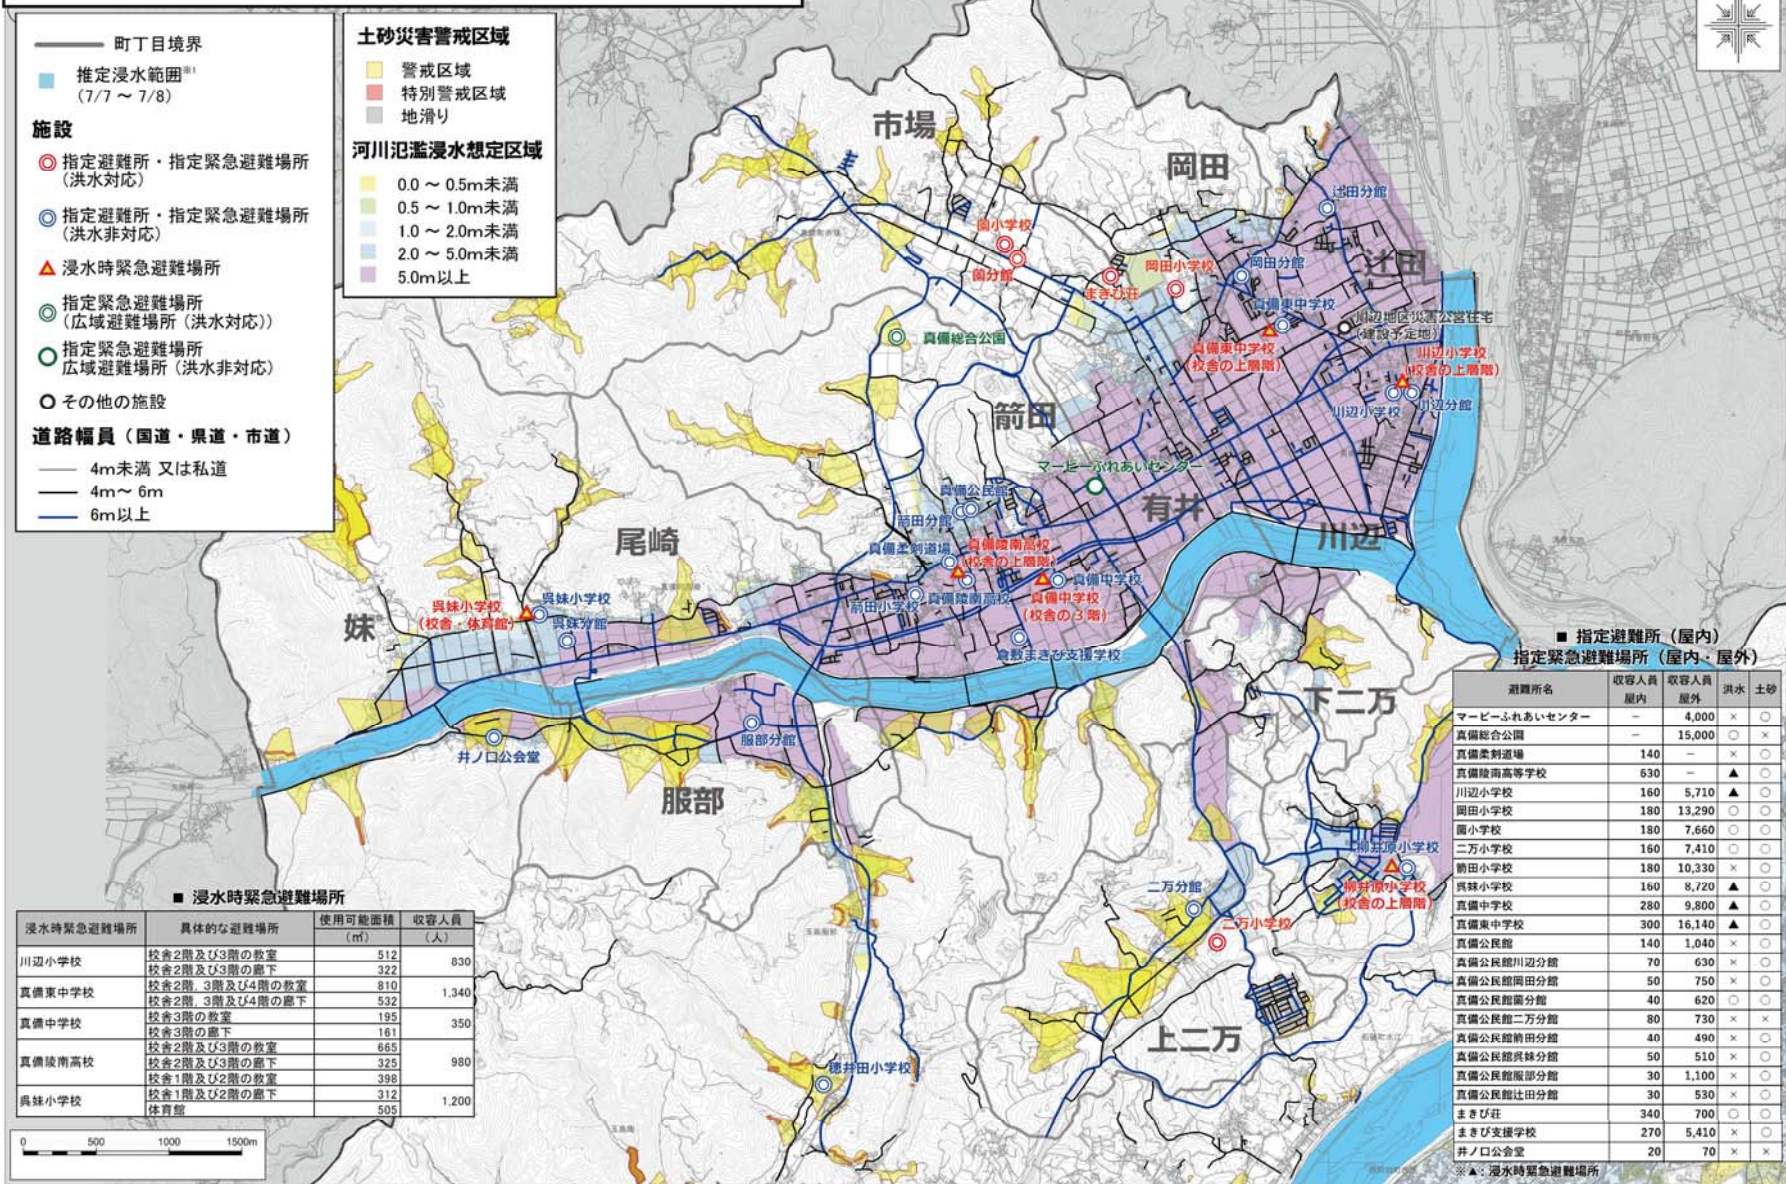 町丁目境界
推定浸水範囲※1
(7/7 ～ 7/8)
施設
指定避難所・指定緊急避難場所
(洪水対応)
指定避難所・指定緊急避難場所
(洪水非対応)
浸水時緊急避難場所
指定緊急避難場所
(広域避難場所 (洪水対応))
指定緊急避難場所
広域避難場所 (洪水非対応)
その他の施設
道路幅員 (国道・県道・市道)
4m未満 又は私道
4m～ 6m
6m以上
土砂災害警戒区域
警戒区域
特別警戒区域
地滑り
河川氾濫浸水想定区域
0.0 ～ 0.5m未満
0.5 ～ 1.0m未満
1.0 ～ 2.0m未満
2.0 ～ 5.0m未満
5.0m以上
市場
岡田
辻田分館
薗小学校
薗分館
まきび荘
岡田小学校
岡田分館
辻田
真備東中学校
川辺地区災害公営住宅
(建設予定地)
真備総合公園
真備東中学校
(校舎の上層階)
川辺小学校
(校舎の上層階)
川辺小学校
川辺分館
箭田
マービーふれあいセンター
真備公民館
有井
箭田分館
川辺
尾崎
真備柔剣道場
真備陵南高校
(校舎の上層階)
真備中学校
箭田小学校
真備陵南高校
真備中学校
(校舎の3階)
呉妹小学校
(校舎・体育館)
呉妹小学校
妹
呉妹分館
倉敷まきび支援学校
下二万
服部分館
井ノ口公会堂
服部
柳井原小学校
柳井原小学校
(校舎の上層階)
二万分館
二万小学校
上二万
穂井田小学校
■ 浸水時緊急避難場所
浸水時緊急避難場所 具体的な避難場所 使用可能面積 (㎡) 収容人員 (人)
川辺小学校 校舎2階及び3階の教室 512 830
校舎2階及び3階の廊下 322
真備東中学校 校舎2階、3階及び4階の教室 810 1,340
校舎2階、3階及び4階の廊下 532
真備中学校 校舎3階の教室 195 350
校舎3階の廊下 161
真備陵南高校 校舎2階及び3階の教室 665 980
校舎2階及び3階の廊下 325
呉妹小学校 校舎1階及び2階の教室 398 1,200
校舎1階及び2階の廊下 312
体育館 505
0 500 1000 1500m
■ 指定避難所 (屋内)
指定緊急避難場所 (屋内・屋外)
避難所名 収容人員 屋内 収容人員 屋外 洪水 土砂
マービーふれあいセンター － 4,000 × ○
真備総合公園 － 15,000 ○ ×
真備柔剣道場 140 － × ○
真備陵南高等学校 630 － ▲ ○
川辺小学校 160 5,710 ▲ ○
岡田小学校 180 13,290 ○ ○
薗小学校 180 7,660 ○ ○
二万小学校 160 7,410 ○ ○
箭田小学校 180 10,330 × ○
呉妹小学校 160 8,720 ▲ ○
真備中学校 280 9,800 ▲ ○
真備東中学校 300 16,140 ▲ ○
真備公民館 140 1,040 × ○
真備公民館川辺分館 70 630 × ○
真備公民館岡田分館 50 750 × ○
真備公民館薗分館 40 620 ○ ○
真備公民館二万分館 80 730 × ×
真備公民館箭田分館 40 490 × ○
真備公民館呉妹分館 50 510 × ○
真備公民館服部分館 30 1,100 × ○
真備公民館辻田分館 30 530 × ○
まきび荘 340 700 ○ ○
まきび支援学校 270 5,410 × ○
井ノ口公会堂 20 70 × ×
※▲：浸水時緊急避難場所